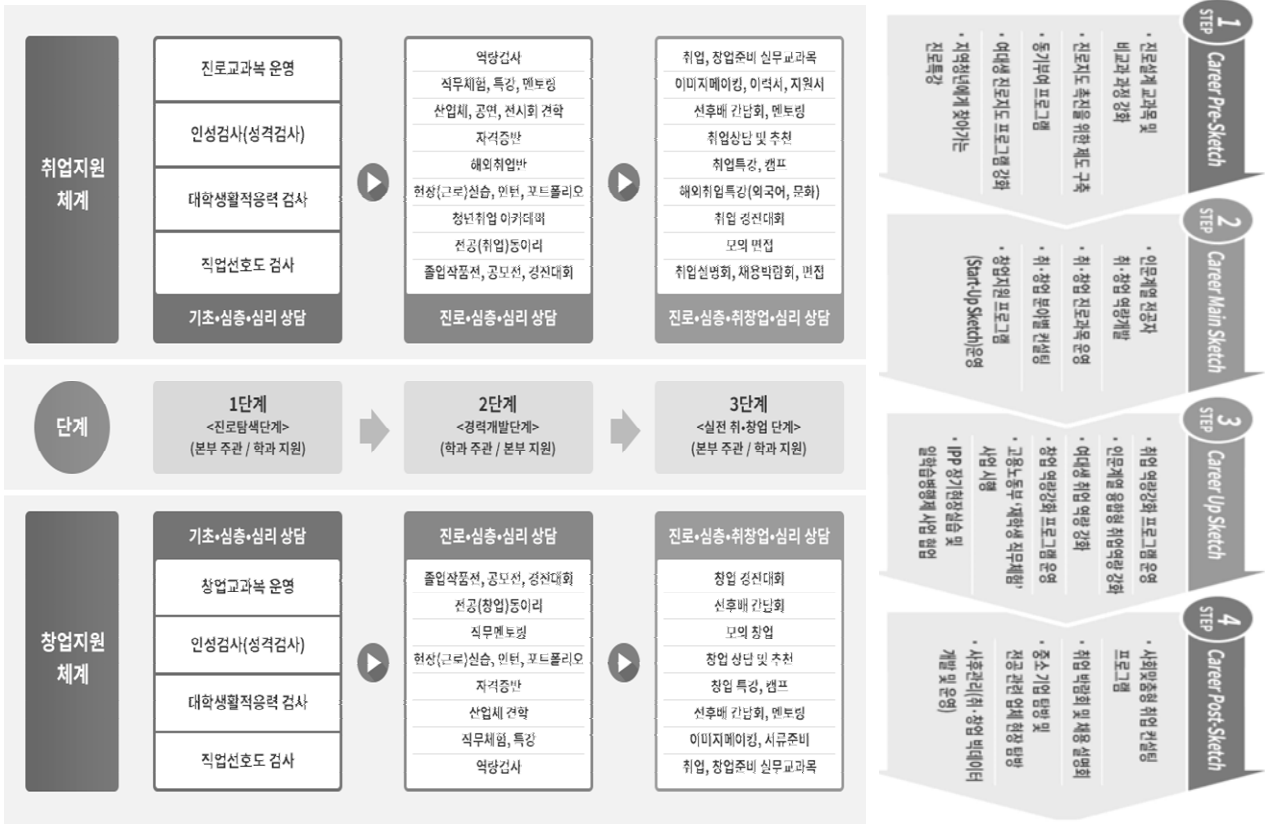 취업지원
체계
진로교과목 운영
인성검사(성격검사)
대학생활적응력 검사
직업선호도 검사
기초•심층•심리 상담
역량검사
직무체험, 특강, 멘토링
산업체, 공연, 전시회 견학
자격증반
해외취업반
현장(근로)실습, 인턴, 포트폴리오
청년취업 아카데미
전공(취업)동아리
졸업작품전, 공모전, 경진대회
진로•심층•심리 상담
취업, 창업준비 실무교과목
이미지메이킹, 이력서, 지원서
선후배 간담회, 멘토링
취업상담 및 추천
취업특강, 캠프
해외취업특강(외국어, 문화)
취업 경진대회
모의 면접
취업설명회, 채용박람회, 면접
진로•심층•취창업•심리 상담
단계
1단계
<진로탐색단계>
(본부 주관 / 학과 지원)
2단계
<경력개발단계>
(학과 주관 / 본부 지원)
3단계
<실전 취•창업 단계>
(본부 주관 / 학과 지원)
창업지원
체계
기초•심층•심리 상담
창업교과목 운영
인성검사(성격검사)
대학생활적응력 검사
직업선호도 검사
진로•심층•심리 상담
졸업작품전, 공모전, 경진대회
전공(창업)동아리
직무멘토링
현장(근로)실습, 인턴, 포트폴리오
자격증반
산업체 견학
직무체험, 특강
역량검사
진로•심층•취창업•심리 상담
창업 경진대회
선후배 간담회
모의 창업
창업 상담 및 추천
창업 특강, 캠프
선후배 간담회, 멘토링
이미지메이킹, 서류준비
취업, 창업준비 실무교과목
1
STEP
Career Pre-Sketch
• 진로설계 교과목 및
비교과 과정 강화
• 진로지도 촉진을 위한 제도 구축
• 동기부여 프로그램
• 여대생 진로지도 프로그램 강화
• 지역청년에게 찾아가는
진로특강
2
STEP
Career Main Sketch
• 인문계열 전공자
취•창업 역량개발
• 취•창업 진로과목 운영
• 취•창업 분야별 컨설팅
• 창업지원 프로그램
(Start-Up Sketch)운영
3
STEP
Career Up Sketch
• 취업 역량강화 프로그램 운영
• 인문계열 융합형 취업역량 강화
• 여대생 취업 역량 강화
• 창업 역량강화 프로그램 운영
• 고용노동부 '재학생 직무체험'
사업 시행
• IPP 장기현장실습 및
일학습병행제 사업 협업
4
STEP
Career Post-Sketch
• 사회맞춤형 취업 컨설팅
프로그램
• 취업 박람회 및 채용 설명회
• 중소기업 탐방 및
전공 관련 업체 현장 탐방
• 사후관리(취•창업 빅데이터
개발 및 운영)